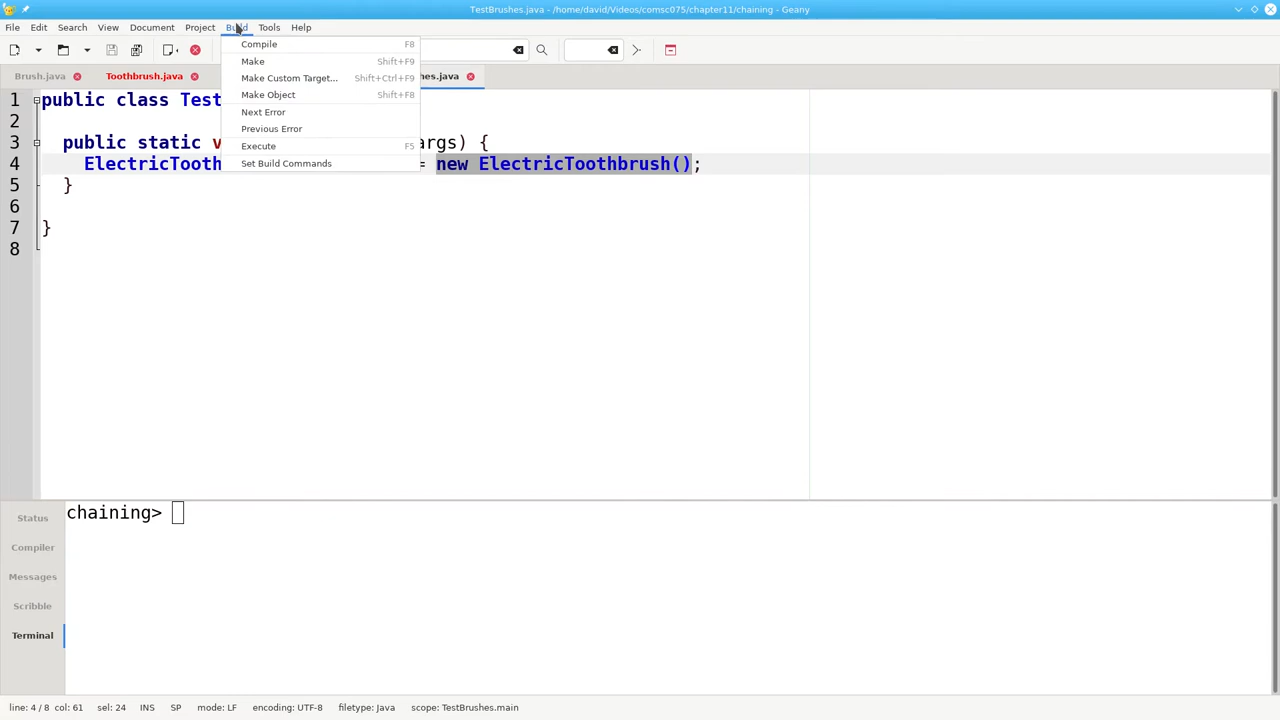 TestBrushes.java - /home/david/Videos/comsc075/chapter11/chaining - Geany
File Edit Search View Document Project Build Tools Help
Compile F8
Make Shift+F9
Make Custom Target... Shift+Ctrl+F9
Make Object Shift+F8
Next Error
Previous Error
Execute F5
Set Build Commands
Brush.java Toothbrush.java hes.java
1 public class Test
2
3 public static v args) {
4 ElectricTooth = new ElectricToothbrush();
5 }
6
7 }
8
chaining>
Status
Compiler
Messages
Scribble
Terminal
line: 4 / 8 col: 61 sel: 24 INS SP mode: LF encoding: UTF-8 filetype: Java scope: TestBrushes.main